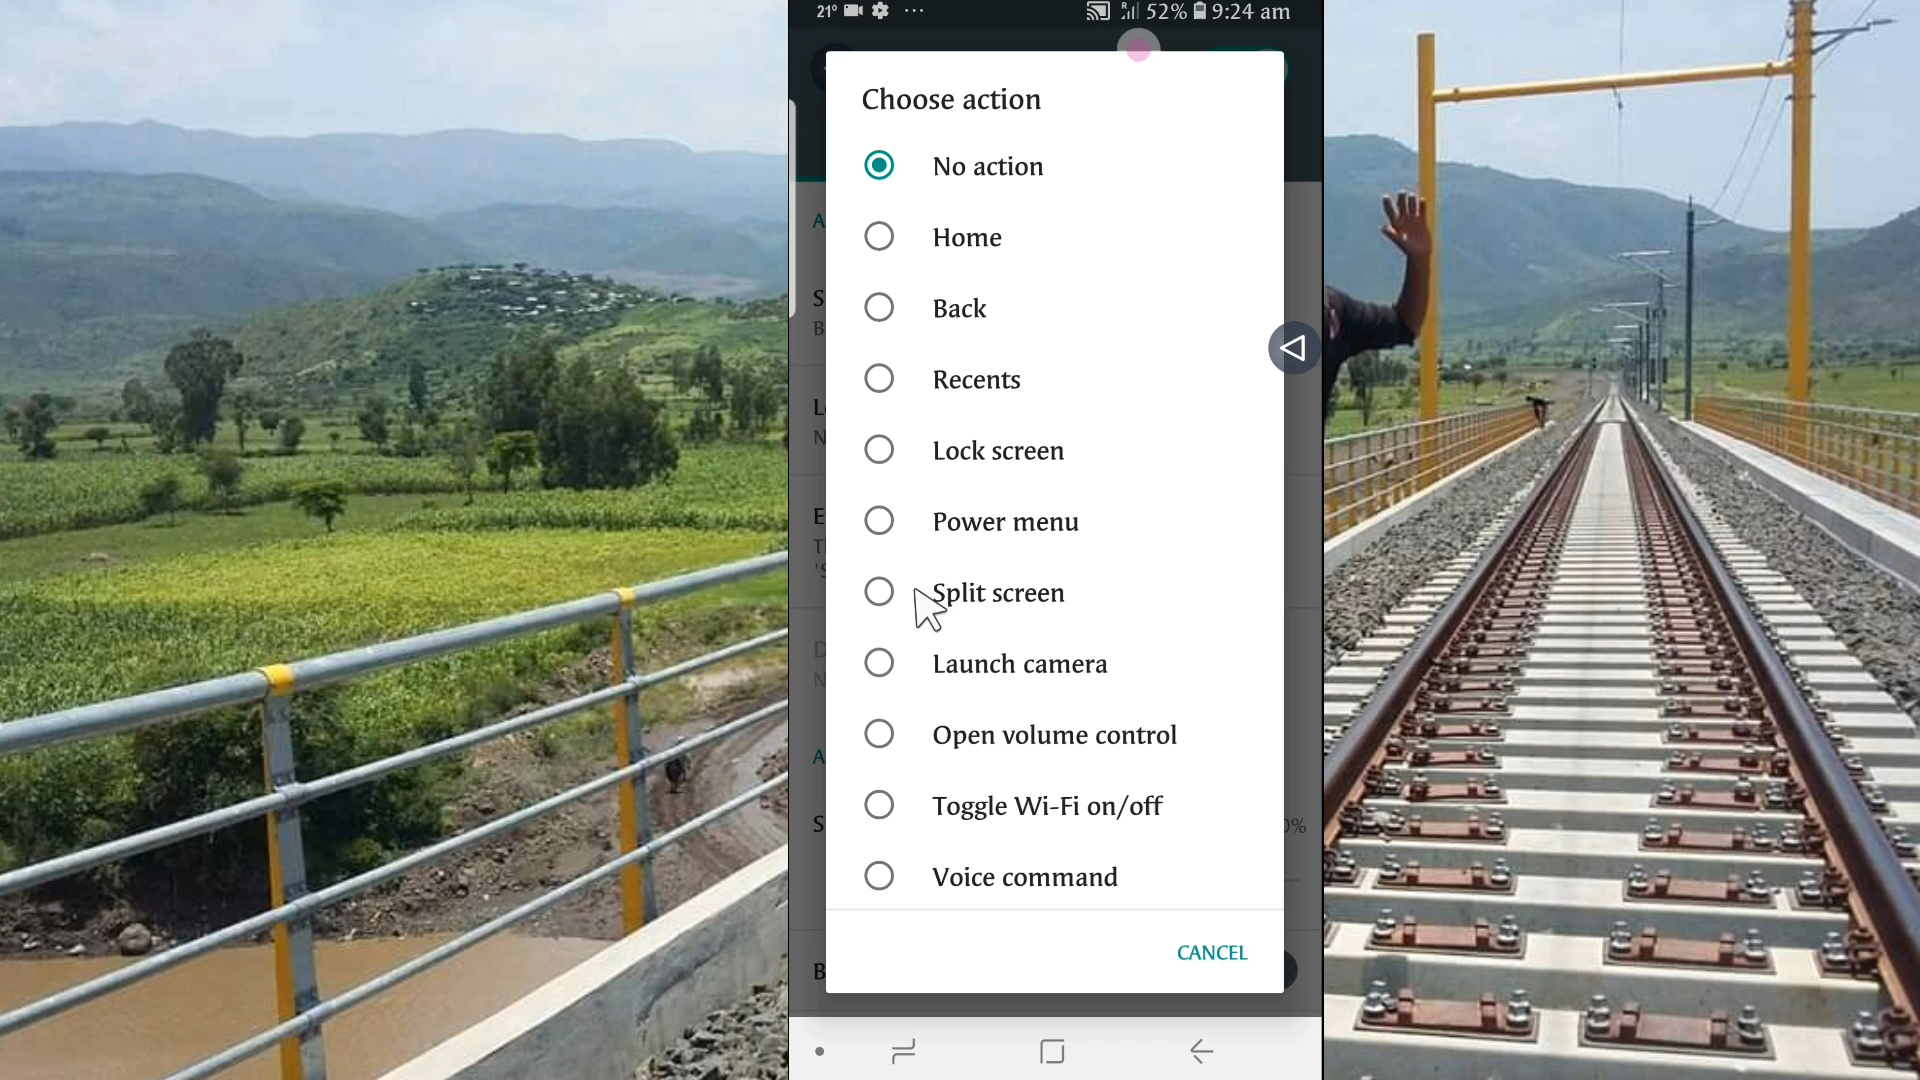 21° ... R 52% 9:24 am
Choose action
No action
Home
Back
Recents
Lock screen
Power menu
Split screen
Launch camera
Open volume control
Toggle Wi-Fi on/off
Voice command
CANCEL